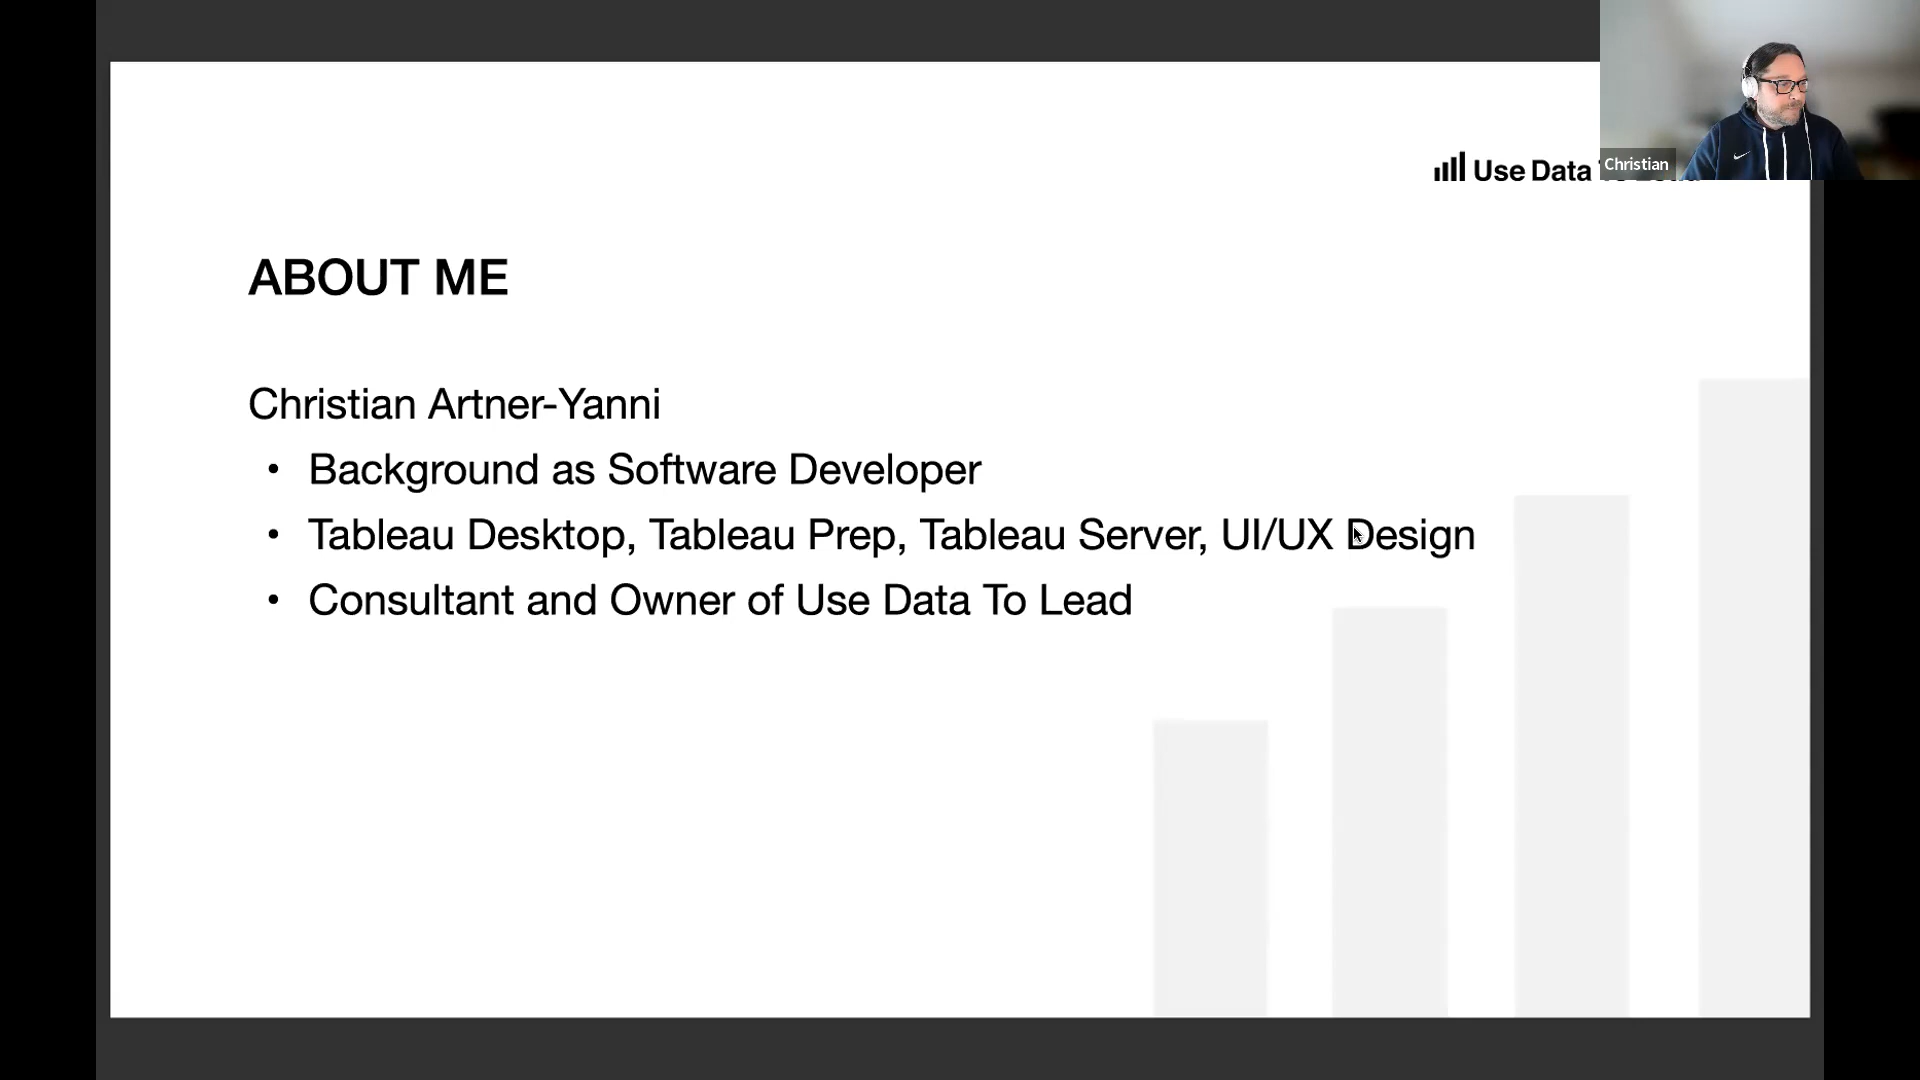 Use Data
Christian
ABOUT ME
Christian Artner-Yanni
• Background as Software Developer
• Tableau Desktop, Tableau Prep, Tableau Server, UI/UX Design
• Consultant and Owner of Use Data To Lead